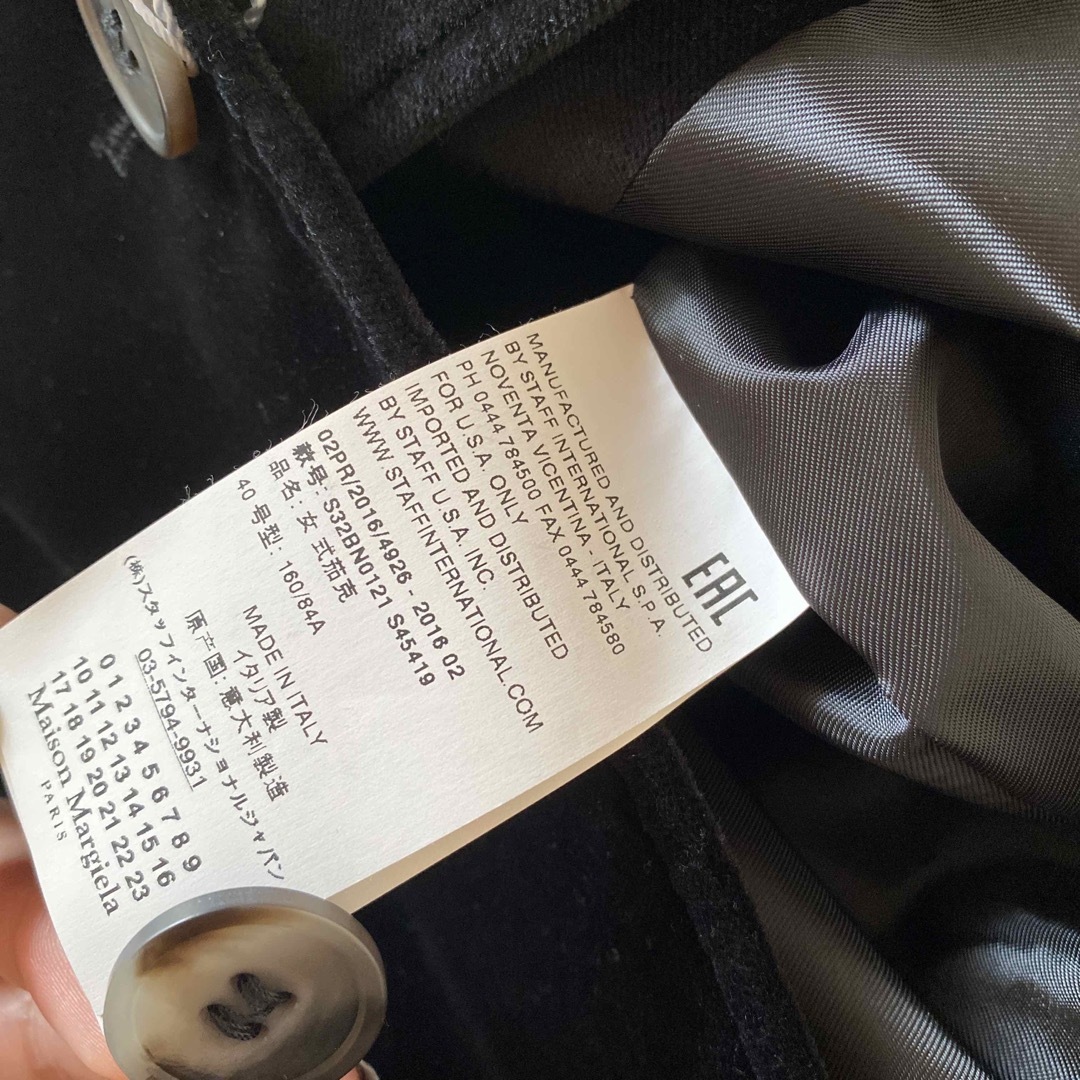 EAC
MANUFACTURED AND DISTRIBUTED
BY STAFF INTERNATIONAL S.P.A.
NOVENTA VICENTINA - ITALY
PH 0444 784500 FAX 0444 784580
FOR U.S.A. ONLY
IMPORTED AND DISTRIBUTED
BY STAFF U.S.A. INC.
WWW.STAFFINTERNATIONAL.COM
02PR/2016/4926 - 2016 02
款号: S32BN0121 S45419
品名: 女 式茄克
40 号型: 160/84A
MADE IN ITALY
イタリア製
原产国: 意大利製造
(株)スタッフインターナショナルジャパン
03-5794-9931
0 1 2 3 4 5 6 7 8 9
10 11 12 13 14 15 16
17 18 19 20 21 22 23
Maison Margiela
PARIS